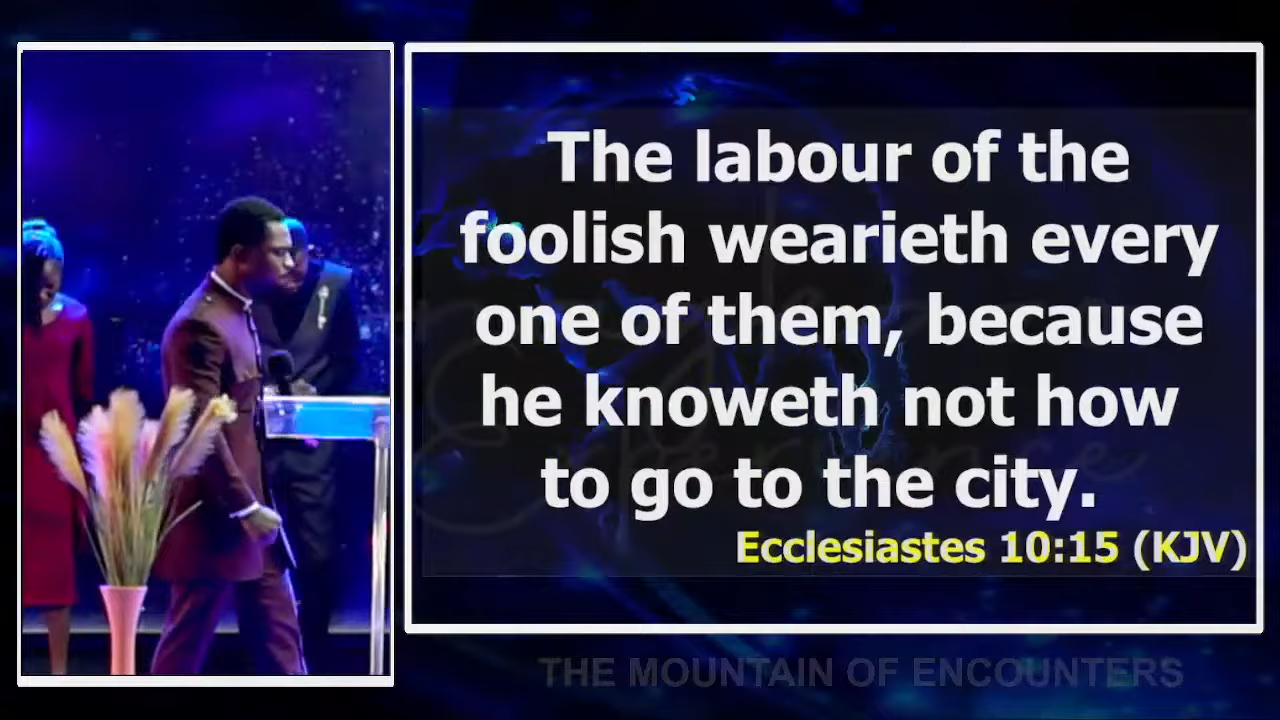 The labour of the
foolish wearieth every
one of them, because
he knoweth not how
to go to the city.
Ecclesiastes 10:15 (KJV)
THE MOUNTAIN OF ENCOUNTERS